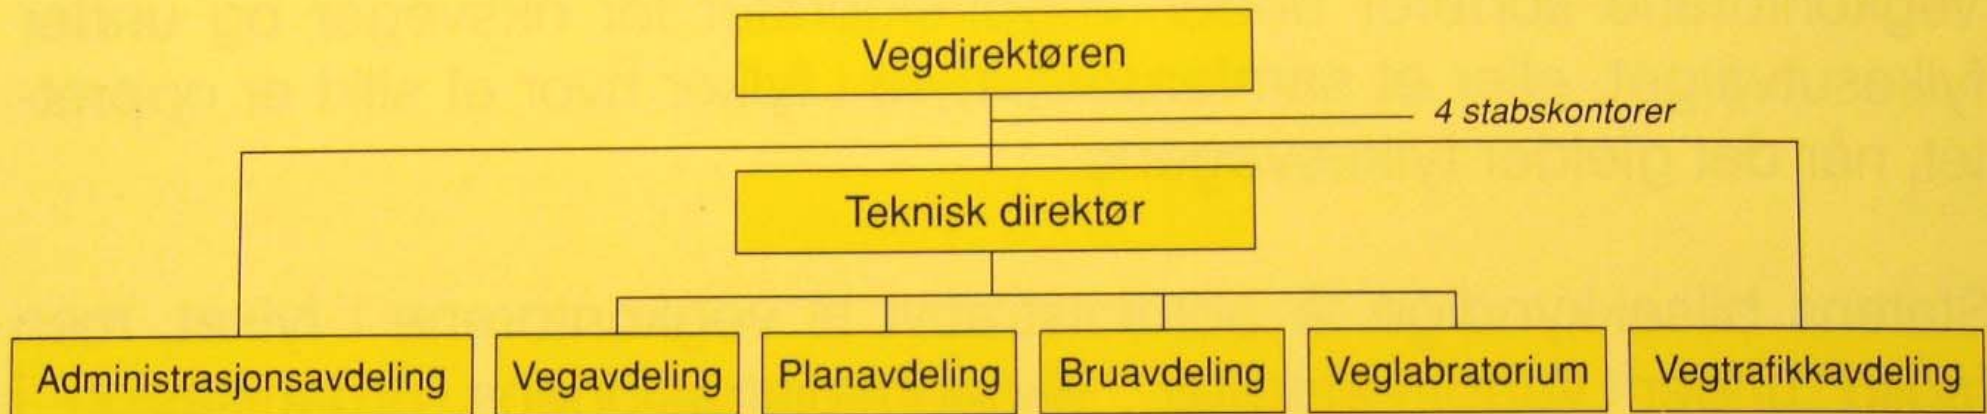 Vegdirektøren
4 stabskontorer
Teknisk direktør
Administrasjonsavdeling
Vegavdeling
Planavdeling
Bruavdeling
Veglabratorium
Vegtrafikkavdeling